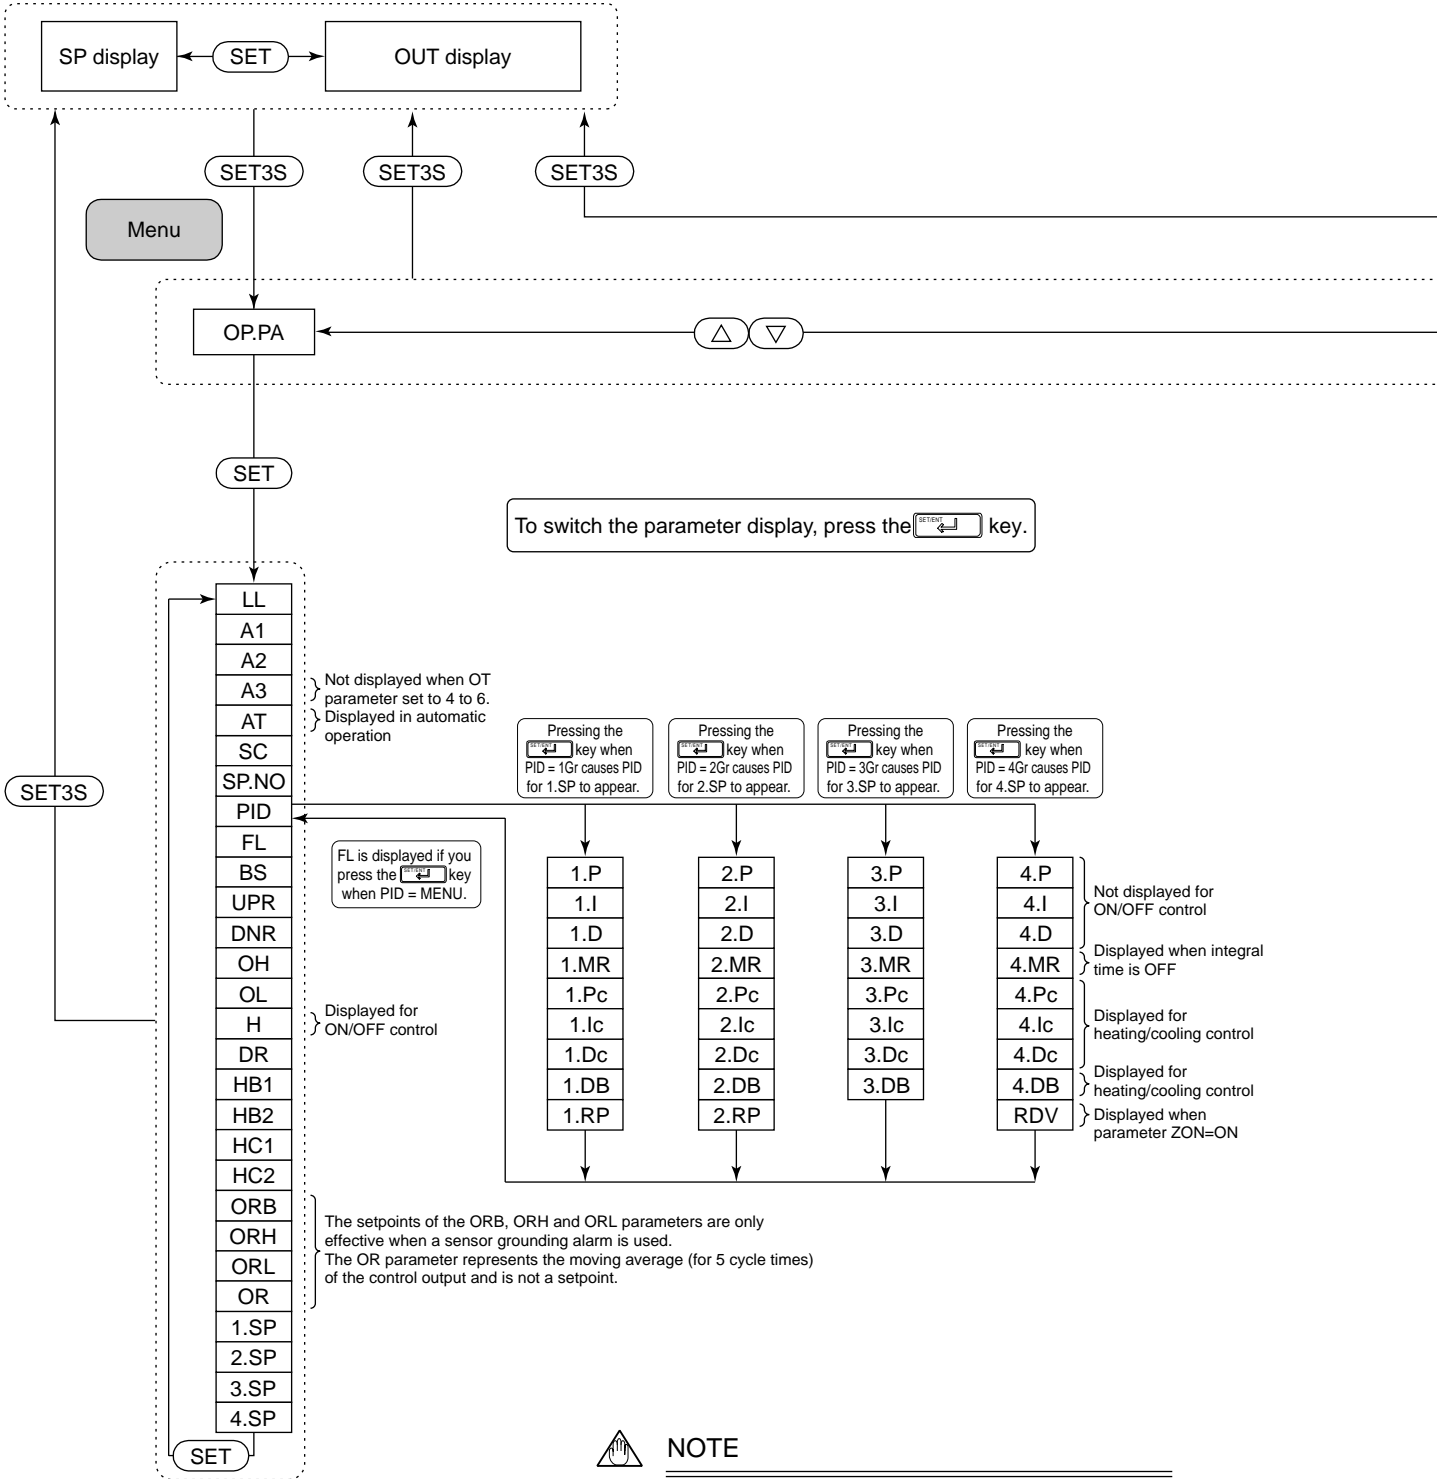 SP display
SET
OUT display
SET3S
SET3S
SET3S
Menu
OP.PA
SET
To switch the parameter display, press the SET/ENT key.
LL
A1
A2
A3
Not displayed when OT
parameter set to 4 to 6.
AT
Displayed in automatic
operation
SC
SP.NO
PID
FL
BS
UPR
DNR
OH
OL
H
Displayed for
ON/OFF control
DR
HB1
HB2
HC1
HC2
ORB
ORH
ORL
OR
The setpoints of the ORB, ORH and ORL parameters are only
effective when a sensor grounding alarm is used.
The OR parameter represents the moving average (for 5 cycle times)
of the control output and is not a setpoint.
1.SP
2.SP
3.SP
4.SP
SET
SET3S
FL is displayed if you
press the SET/ENT key
when PID = MENU.
Pressing the
SET/ENT key when
PID = 1Gr causes PID
for 1.SP to appear.
1.P
1.I
1.D
1.MR
1.Pc
1.Ic
1.Dc
1.DB
1.RP
Pressing the
SET/ENT key when
PID = 2Gr causes PID
for 2.SP to appear.
2.P
2.I
2.D
2.MR
2.Pc
2.Ic
2.Dc
2.DB
2.RP
Pressing the
SET/ENT key when
PID = 3Gr causes PID
for 3.SP to appear.
3.P
3.I
3.D
3.MR
3.Pc
3.Ic
3.Dc
3.DB
Pressing the
SET/ENT key when
PID = 4Gr causes PID
for 4.SP to appear.
4.P
4.I
4.D
4.MR
4.Pc
4.Ic
4.Dc
4.DB
RDV
Not displayed for
ON/OFF control
Displayed when integral
time is OFF
Displayed for
heating/cooling control
Displayed for
heating/cooling control
Displayed when
parameter ZON=ON
NOTE